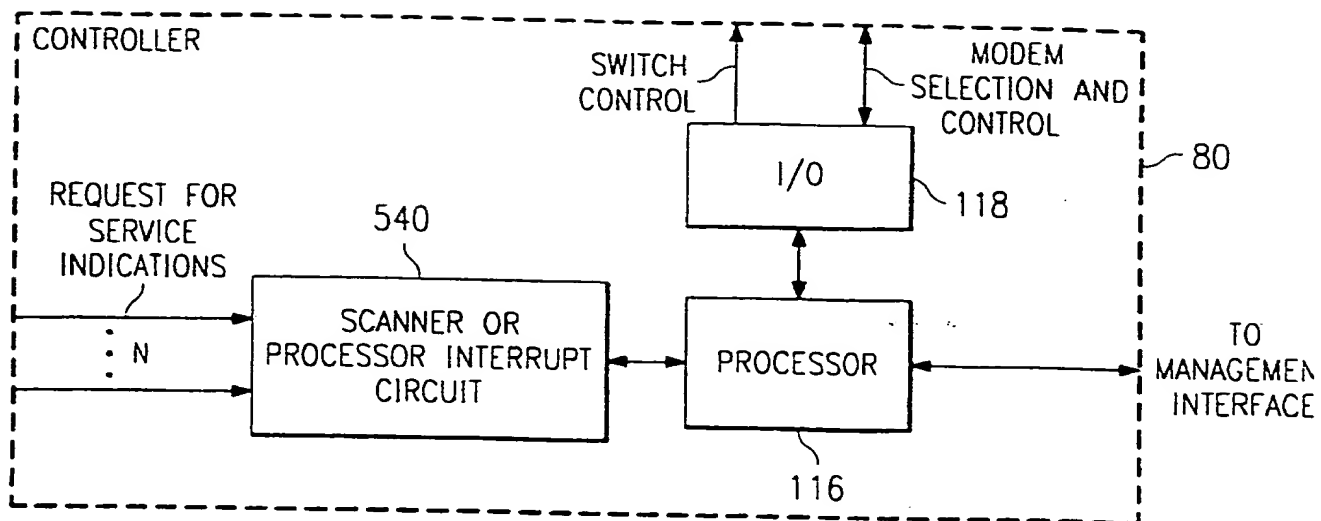 CONTROLLER
SWITCH
CONTROL
MODEM
SELECTION AND
CONTROL
80
I/O
118
REQUEST FOR
SERVICE
INDICATIONS
540
N
SCANNER OR
PROCESSOR INTERRUPT
CIRCUIT
PROCESSOR
116
TO
MANAGEMEN
INTERFACE